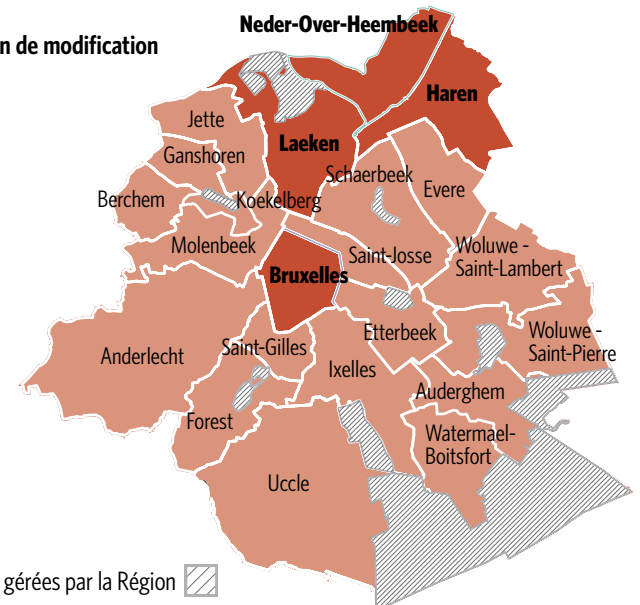 Neder-Over-Heembeek
n de modification
Haren
Jette
Laeken
Ganshoren
Schaerbeek
Evere
Berchem
Koekelberg
Molenbeek
Saint-Josse
Woluwe -
Saint-Lambert
Bruxelles
Etterbeek
Woluwe -
Saint-Pierre
Saint-Gilles
Anderlecht
Ixelles
Auderghem
Forest
Watermael-
Boitsfort
Uccle
gérées par la Région